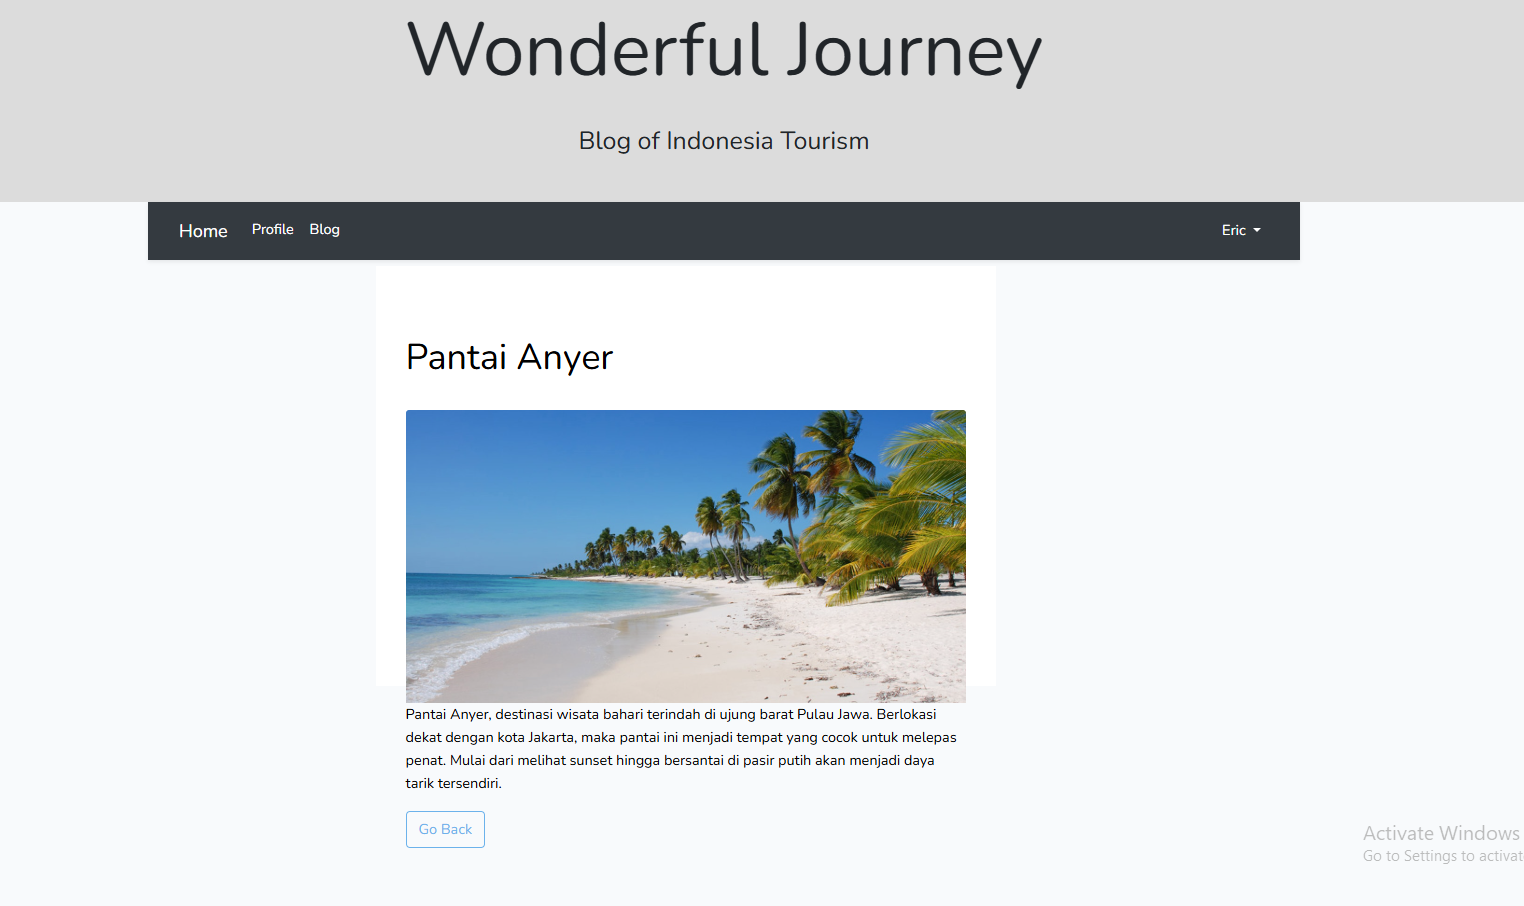 Wonderful Journey
Blog of Indonesia Tourism
Home Profile Blog Eric
Pantai Anyer
Pantai Anyer, destinasi wisata bahari terindah di ujung barat Pulau Jawa. Berlokasi
dekat dengan kota Jakarta, maka pantai ini menjadi tempat yang cocok untuk melepas
penat. Mulai dari melihat sunset hingga bersantai di pasir putih akan menjadi daya
tarik tersendiri.
Go Back
Activate Windows
Go to Settings to activat